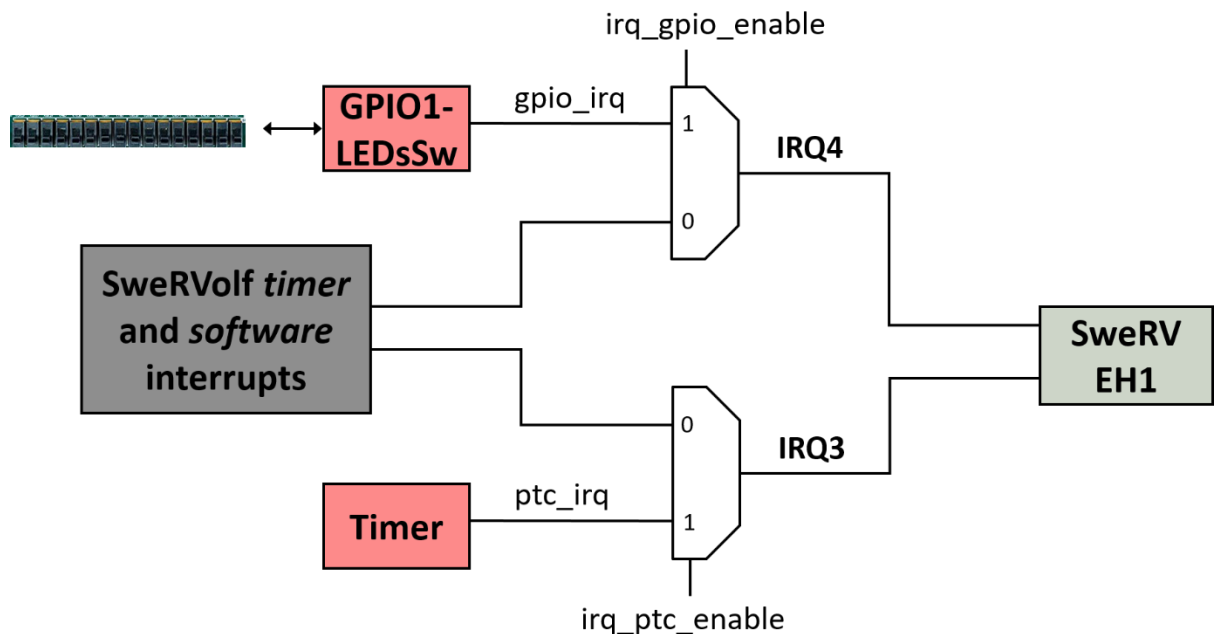 irq_gpio_enable
GPIO1-
LEDsSw
gpio_irq
1
IRQ4
0
SweRVolf timer
and software
interrupts
SweRV
EH1
0
IRQ3
Timer
ptc_irq
1
irq_ptc_enable